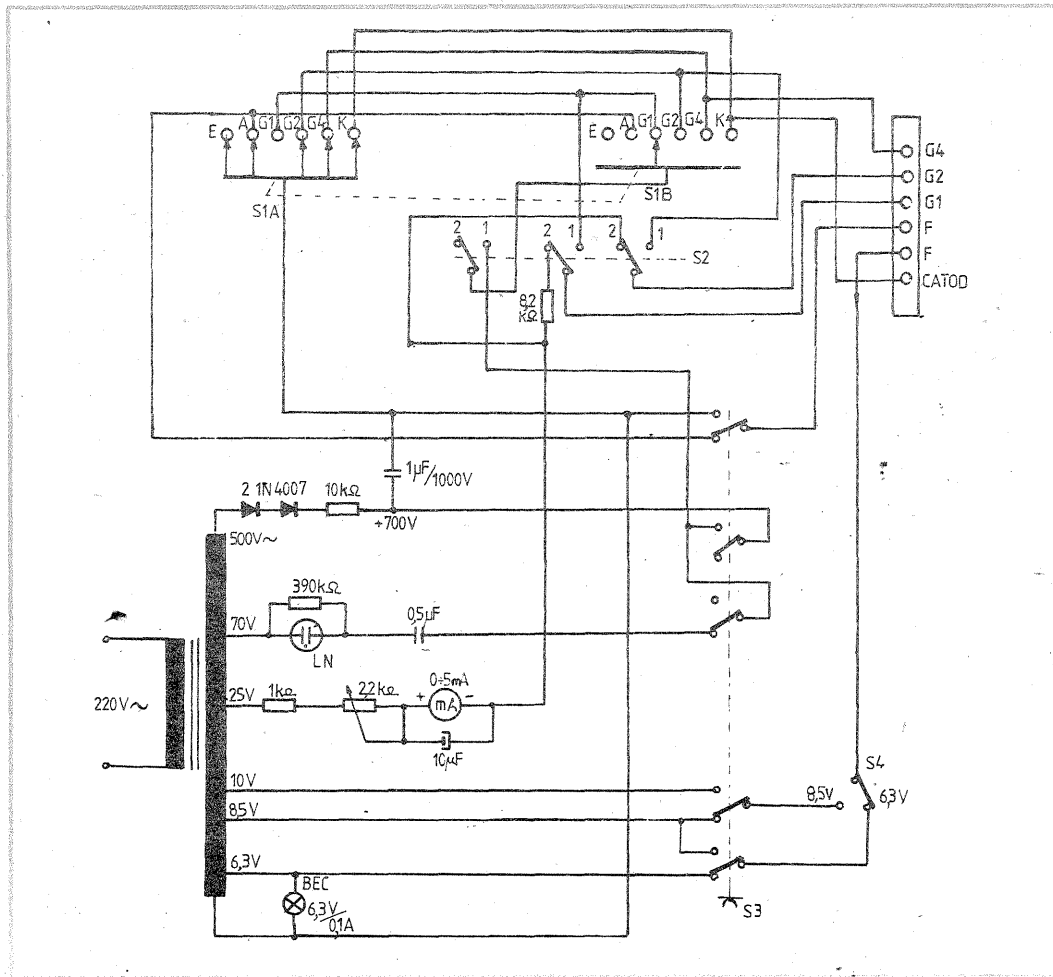 E A G1 G2 G4 K
E A G1 G2 G4 K
S1A
S1B
G4
G2
G1
F
F
CATOD
2 1 2 1 2 1
S2
8,2
kΩ
1µF/1000V
2 1N4007 10kΩ
+700V
500V~
390kΩ
70V
LN
0,5µF
220V~
25V
1kΩ
22kΩ
0÷5mA
+ mA -
10µF
10V
8,5V
8,5V
S4
6,3V
6,3V
BEC
6,3V/0,1A
S3